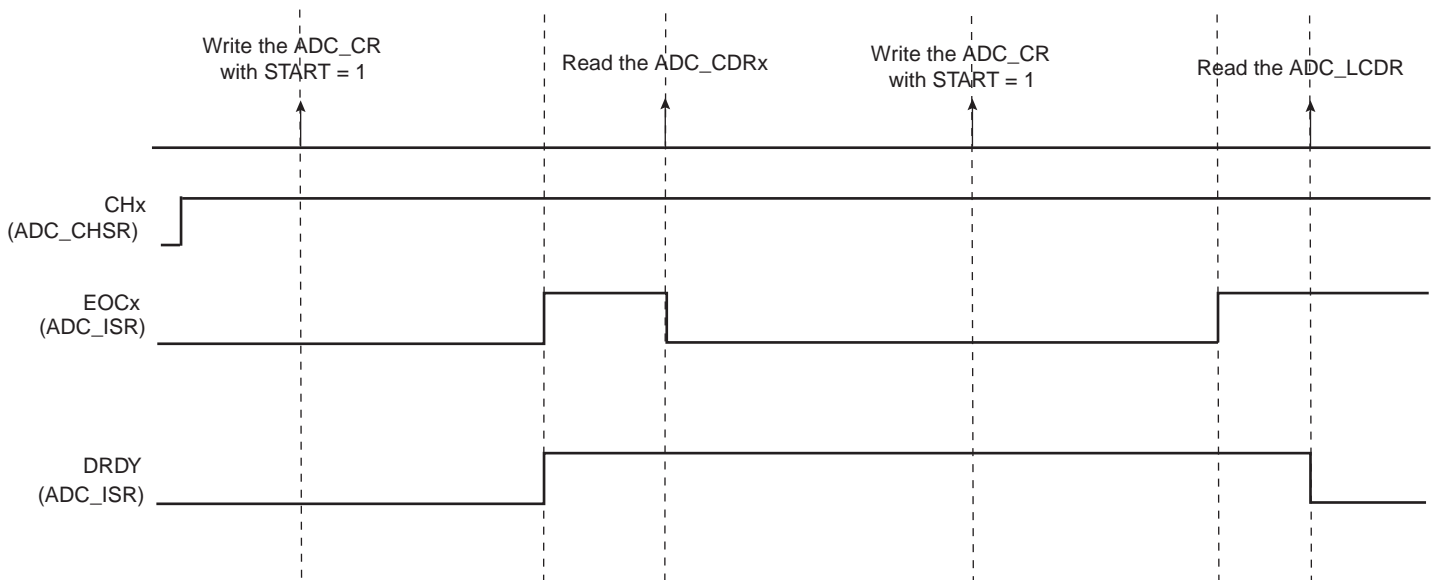 Write the ADC_CR
with START = 1
Read the ADC_CDRx
Write the ADC_CR
with START = 1
Read the ADC_LCDR
CHx
(ADC_CHSR)
EOCx
(ADC_ISR)
DRDY
(ADC_ISR)